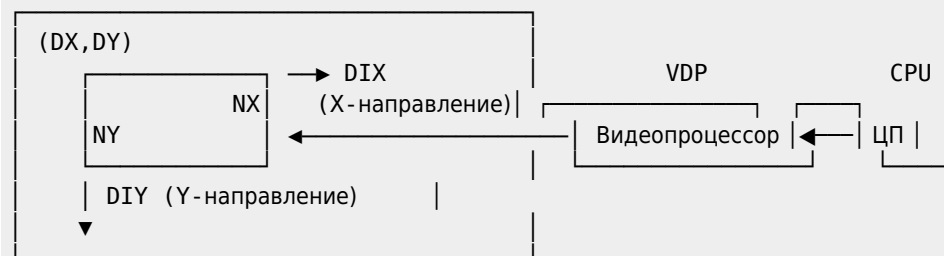 (DX,DY)
DIX VDP CPU
NX (X-направление)
NY Видеопроцессор ЦП
DIY (Y-направление)